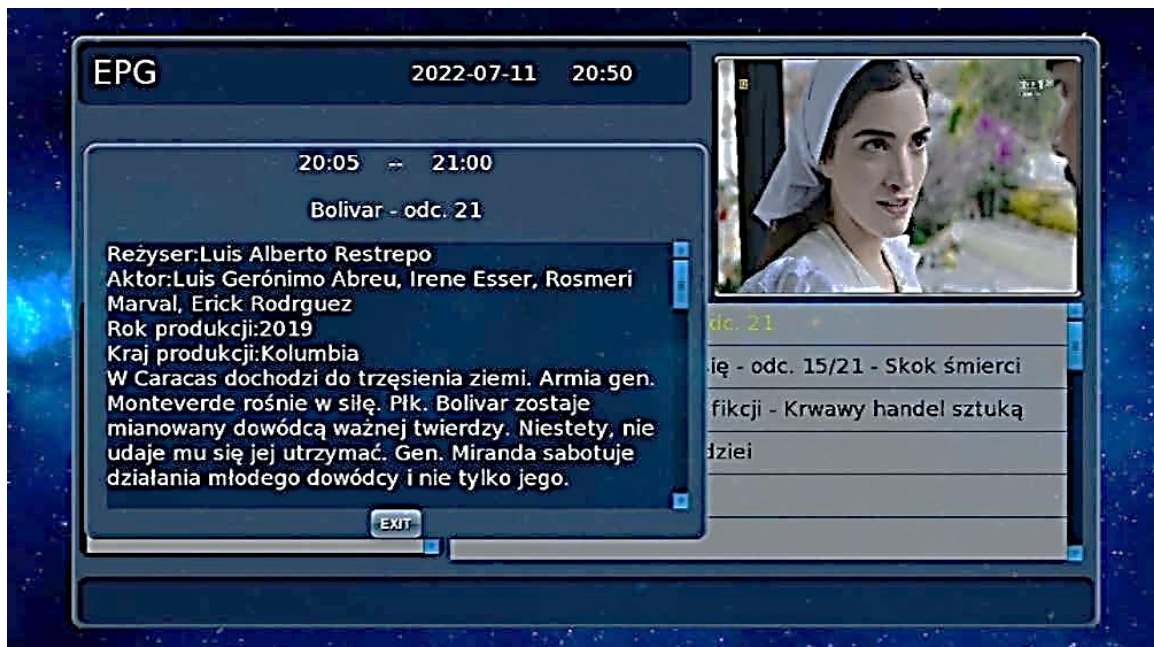 EPG
2022-07-11 20:50
20:05 -- 21:00
Bolivar - odc. 21
Reżyser:Luis Alberto Restrepo
Aktor:Luis Gerónimo Abreu, Irene Esser, Rosmeri
Marval, Erick Rodrguez
Rok produkcji:2019
Kraj produkcji:Kolumbia
W Caracas dochodzi do trzęsienia ziemi. Armia gen.
Monteverde rośnie w siłę. Płk. Bolivar zostaje
mianowany dowódcą ważnej twierdzy. Niestety, nie
udaje mu się jej utrzymać. Gen. Miranda sabotuje
działania młodego dowódcy i nie tylko jego.
EXIT
dc. 21
ię - odc. 15/21 - Skok śmierci
fikcji - Krwawy handel sztuką
dziei